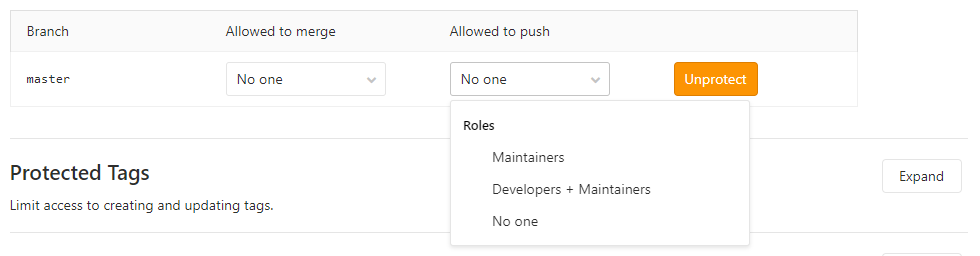 Branch Allowed to merge Allowed to push
master No one No one Unprotect
Roles
Maintainers
Developers + Maintainers
No one
Protected Tags
Expand
Limit access to creating and updating tags.